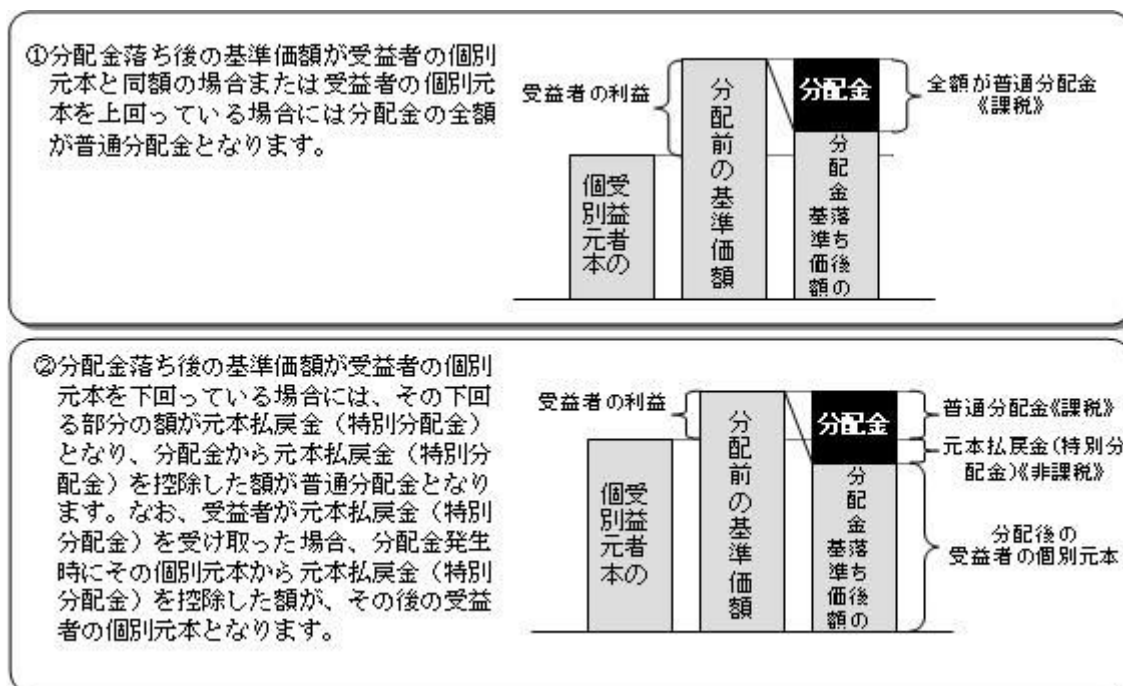 ①分配金落ち後の基準価額が受益者の個別
元本と同額の場合または受益者の個別元
本を上回っている場合には分配金の全額
が普通分配金となります。
受益者の利益
受益者の
個別元本
分配前の基準価額
分配金
分配金落ち後の
基準価額
全額が普通分配金
《課税》
②分配金落ち後の基準価額が受益者の個別
元本を下回っている場合には、その下回
る部分の額が元本払戻金（特別分配金）
となり、分配金から元本払戻金（特別分
配金）を控除した額が普通分配金となり
ます。なお、受益者が元本払戻金（特別
分配金）を受け取った場合、分配金発生
時にその個別元本から元本払戻金（特別
分配金）を控除した額が、その後の受益
者の個別元本となります。
受益者の利益
受益者の
個別元本
分配前の基準価額
分配金
分配金落ち後の
基準価額
普通分配金《課税》
元本払戻金(特別分
配金)《非課税》
分配後の
受益者の個別元本